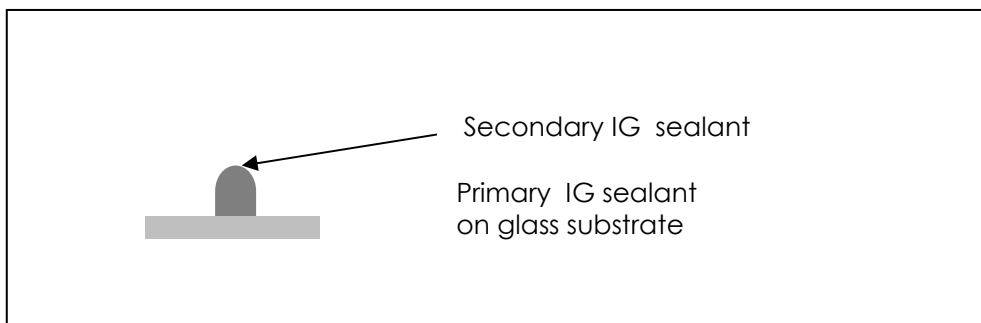 Secondary IG  sealant
Primary  IG sealant
on glass substrate